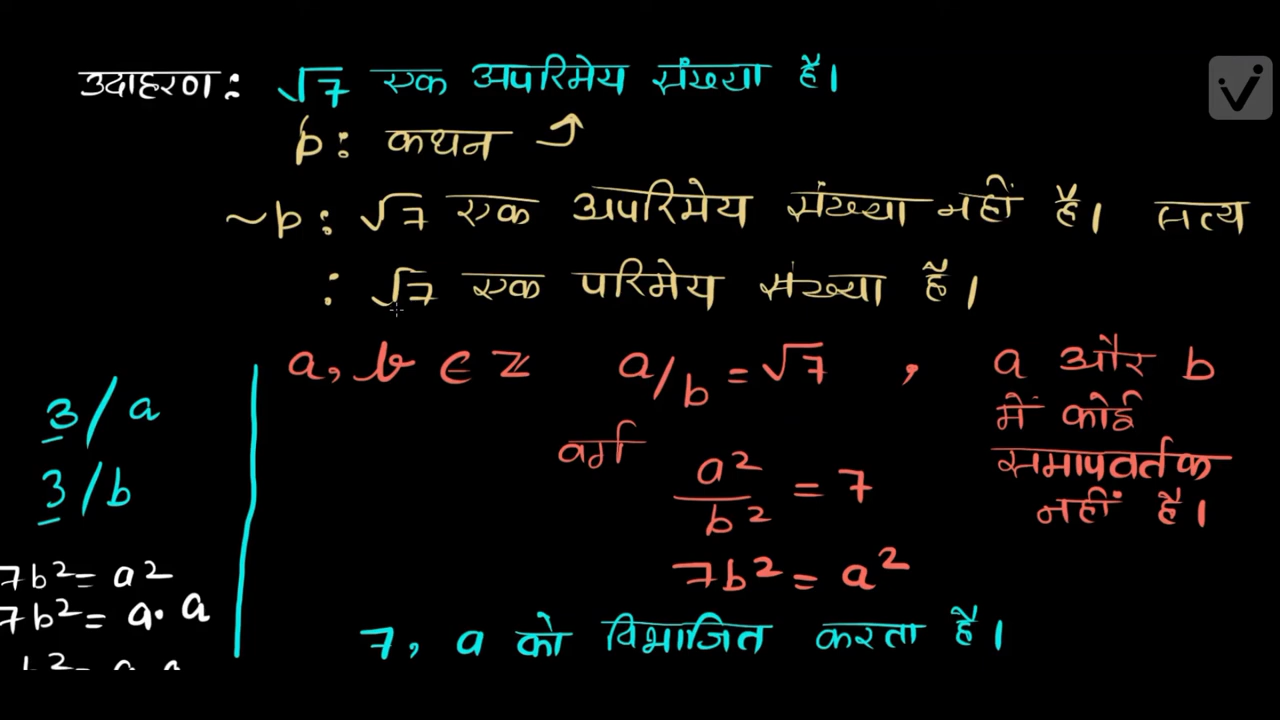 उदाहरण: √7 एक अपरिमेय संख्या है।
p: कथन
~p: √7 एक अपरिमेय संख्या नहीं है। सत्य
: √7 एक परिमेय संख्या है।
a, b ∈ Z a/b = √7 , a और b
में कोई
समापवर्तक
नहीं है।
वर्ग a²/b² = 7
7b² = a²
7, a को विभाजित करता है।
3/a
3/b
7b² = a²
7b² = a·a